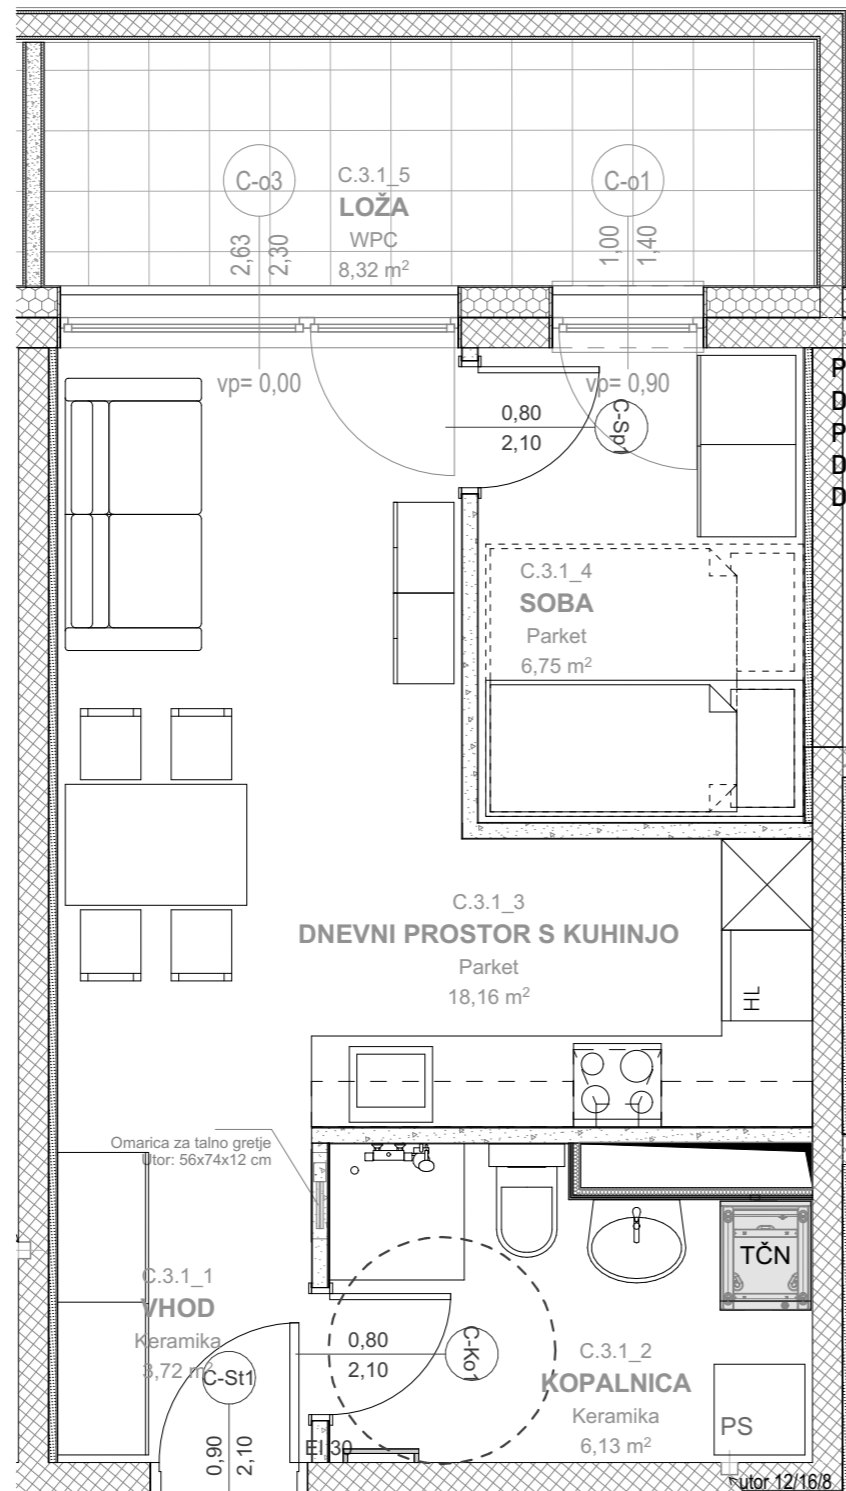 C-o3
2,63
2,30
C.3.1_5
LOŽA
WPC
8,32 m²
C-o1
1,00
1,40
vp= 0,00
vp= 0,90
0,80
2,10
C-Sp1
P
D
P
D
D
C.3.1_4
SOBA
Parket
6,75 m²
C.3.1_3
DNEVNI PROSTOR S KUHINJO
Parket
18,16 m²
HL
Omarica za talno gretje
Utor: 56x74x12 cm
TČN
C.3.1_1
VHOD
Keramika
3,72 m²
C-St1
0,90
2,10
0,80
2,10
C-Ko1
C.3.1_2
KOPALNICA
Keramika
6,13 m²
PS
EI 30
utor 12/16/8